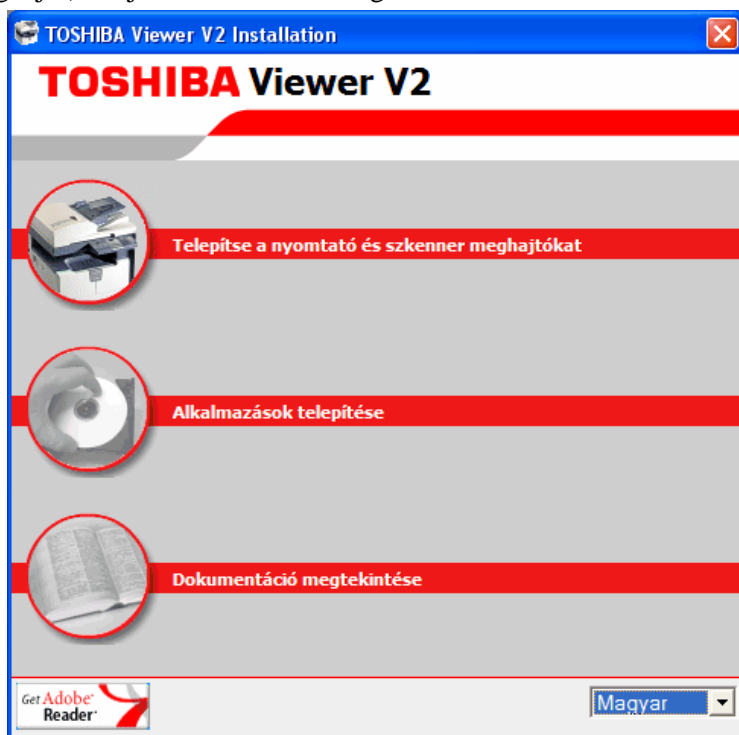 TOSHIBA Viewer V2 Installation
TOSHIBA Viewer V2
Telepítse a nyomtató és szkenner meghajtókat
Alkalmazások telepítése
Dokumentáció megtekintése
Get Adobe®
Reader®
Magyar